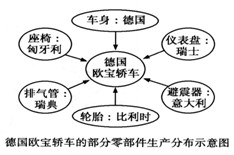 车身：德国
座椅：
匈牙利
仪表盘：
瑞士
德国
欧宝轿车
排气管：
瑞典
避震器：
意大利
轮胎：比利时
德国欧宝轿车的部分零部件生产分布示意图